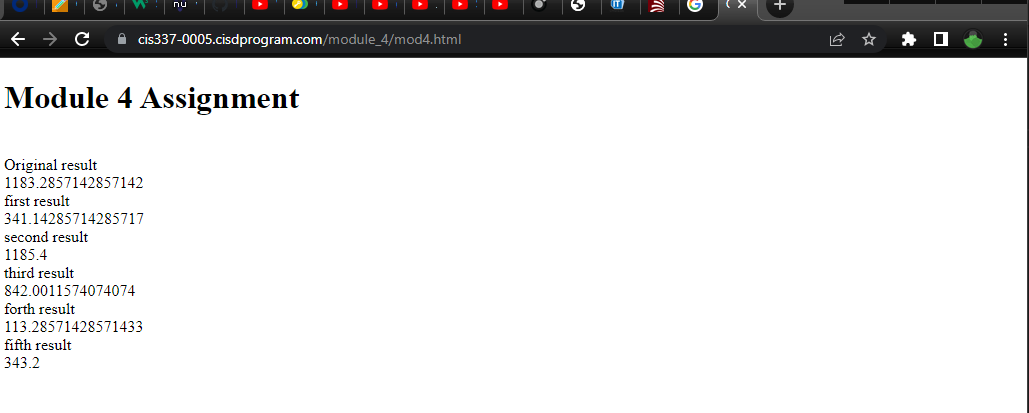 nu
cis337-0005.cisdprogram.com/module_4/mod4.html
Module 4 Assignment
Original result
1183.2857142857142
first result
341.14285714285717
second result
1185.4
third result
842.0011574074074
forth result
113.28571428571433
fifth result
343.2